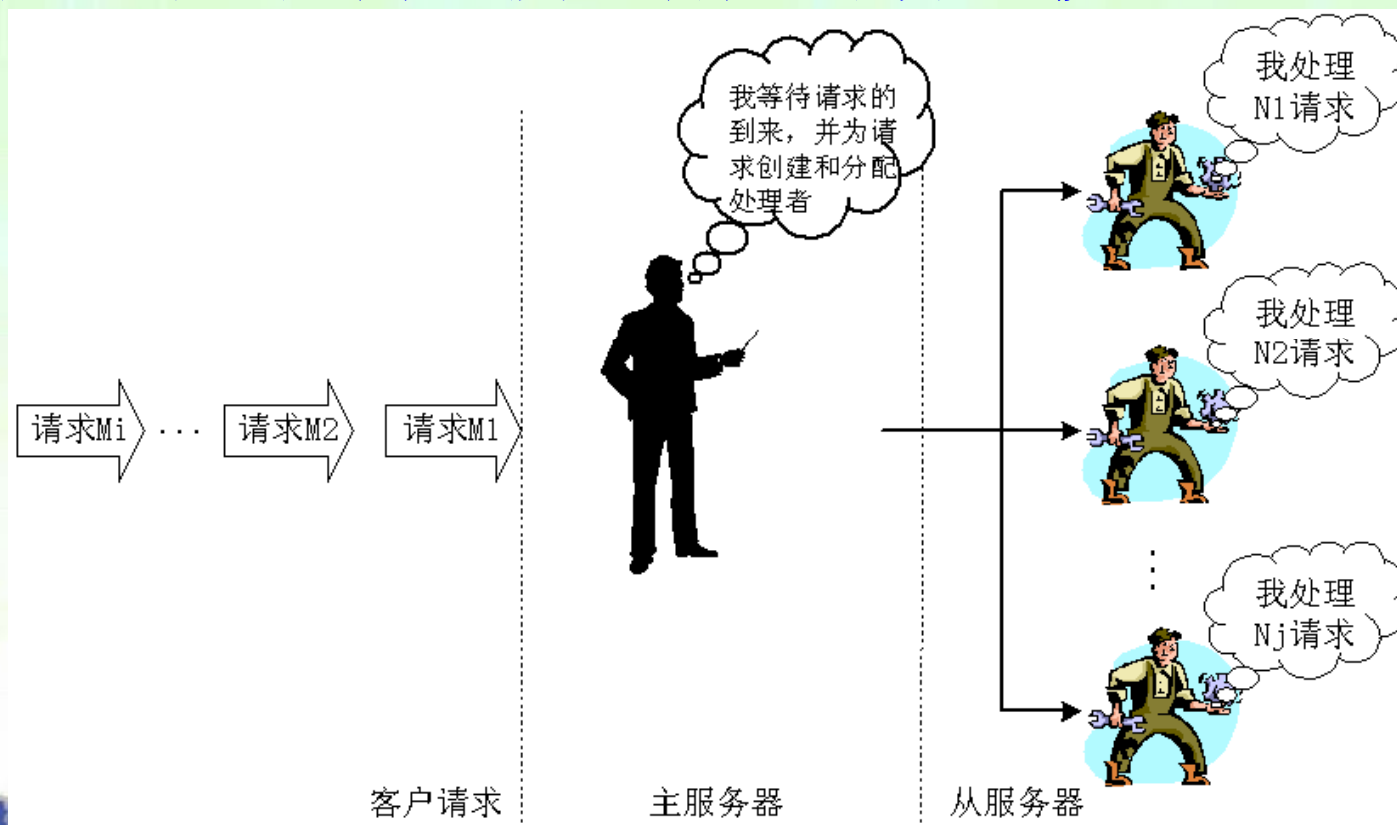 我等待请求的
到来，并为请
求创建和分配
处理者
我处理
N1请求
我处理
N2请求
请求Mi
...
请求M2
请求M1
⋮
我处理
Nj请求
客户请求
主服务器
从服务器